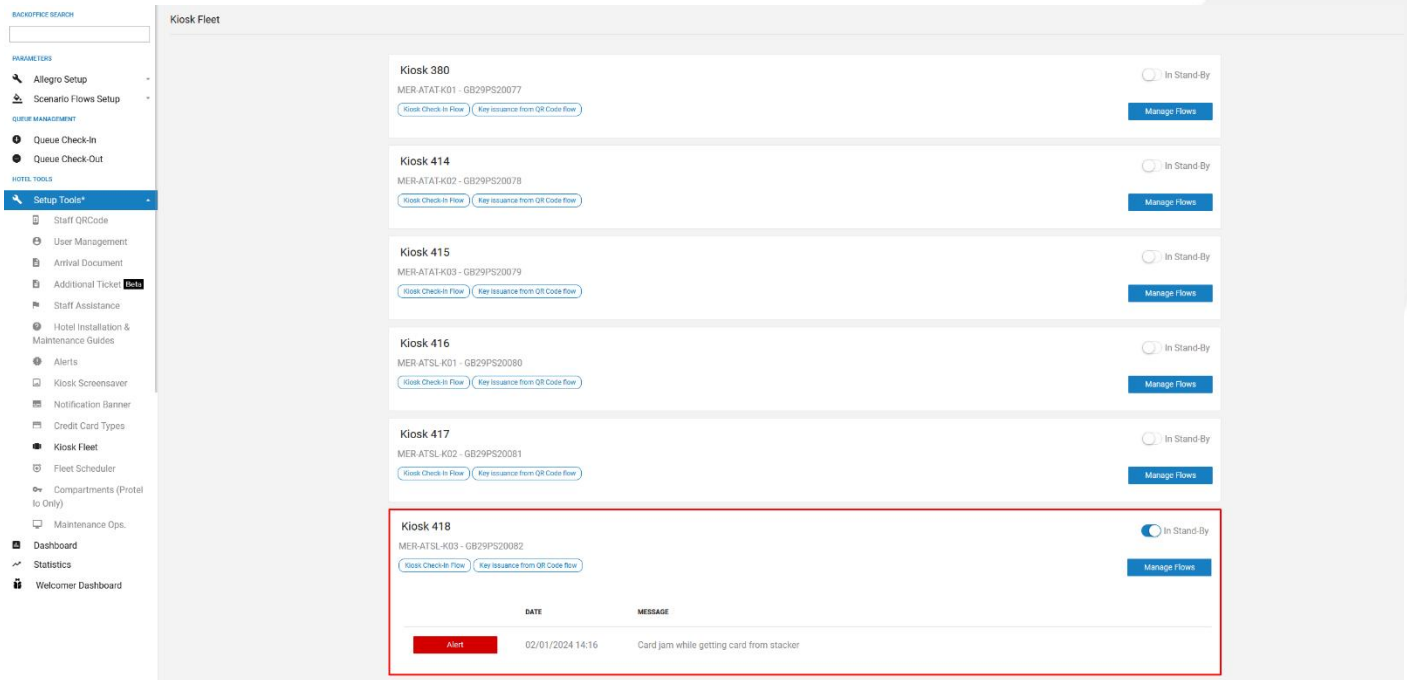 BACKOFFICE SEARCH
PARAMETERS
Allegro Setup
Scenario Flows Setup
QUEUE MANAGEMENT
Queue Check-In
Queue Check-Out
HOTEL TOOLS
Setup Tools*
Staff QRCode
User Management
Arrival Document
Additional Ticket Beta
Staff Assistance
Hotel Installation &
Maintenance Guides
Alerts
Kiosk Screensaver
Notification Banner
Credit Card Types
Kiosk Fleet
Fleet Scheduler
Compartments (Protel
Io Only)
Maintenance Ops.
Dashboard
Statistics
Welcomer Dashboard
Kiosk Fleet
Kiosk 380
In Stand-By
MER-ATAT-K01 - GB29PS20077
Kiosk Check-In Flow Key issuance from QR Code flow
Manage Flows
Kiosk 414
In Stand-By
MER-ATAT-K02 - GB29PS20078
Kiosk Check-In Flow Key issuance from QR Code flow
Manage Flows
Kiosk 415
In Stand-By
MER-ATAT-K03 - GB29PS20079
Kiosk Check-In Flow Key issuance from QR Code flow
Manage Flows
Kiosk 416
In Stand-By
MER-ATSL-K01 - GB29PS20080
Kiosk Check-In Flow Key issuance from QR Code flow
Manage Flows
Kiosk 417
In Stand-By
MER-ATSL-K02 - GB29PS20081
Kiosk Check-In Flow Key issuance from QR Code flow
Manage Flows
Kiosk 418
In Stand-By
MER-ATSL-K03 - GB29PS20082
Kiosk Check-In Flow Key issuance from QR Code flow
Manage Flows
DATE MESSAGE
Alert 02/01/2024 14:16 Card jam while getting card from stacker